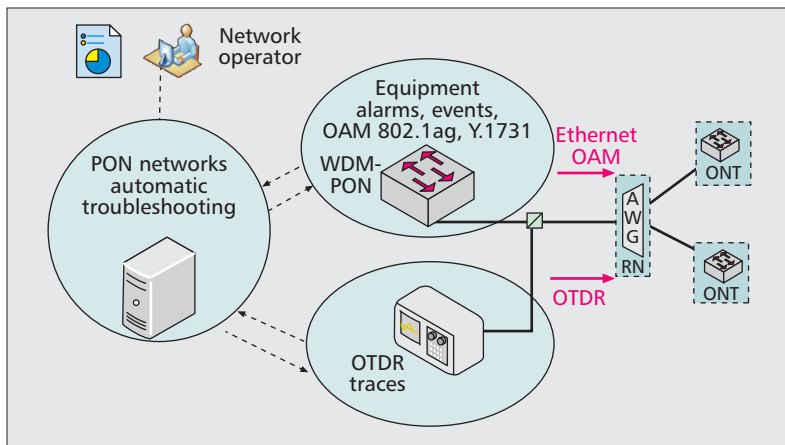 Network
operator
Equipment
alarms, events,
OAM 802.1ag, Y.1731
WDM-
PON
Ethernet
OAM
PON networks
automatic
troubleshooting
ONT
A
W
G
RN
OTDR
ONT
OTDR
traces